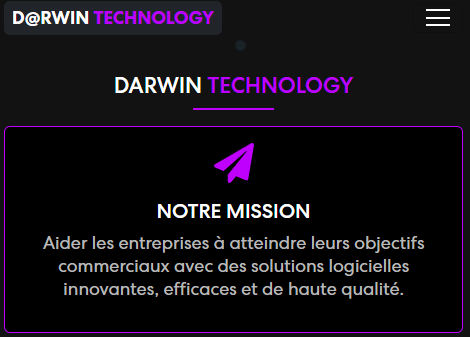 D@RWIN TECHNOLOGY
DARWIN TECHNOLOGY
NOTRE MISSION
Aider les entreprises à atteindre leurs objectifs
commerciaux avec des solutions logicielles
innovantes, efficaces et de haute qualité.